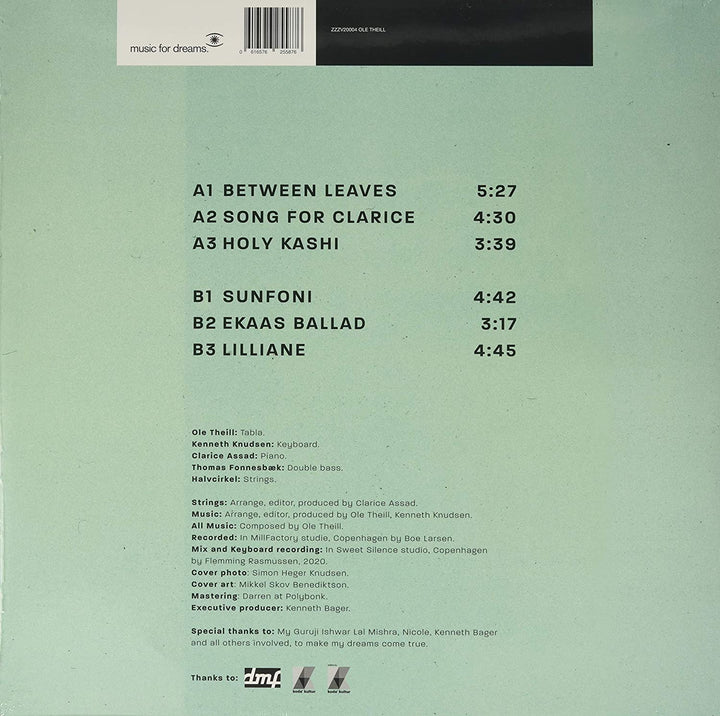 music for dreams.
0 616576 255876
ZZZV20004 OLE THEILL
A1 BETWEEN LEAVES 5:27
A2 SONG FOR CLARICE 4:30
A3 HOLY KASHI 3:39
B1 SUNFONI 4:42
B2 EKAAS BALLAD 3:17
B3 LILLIANE 4:45
Ole Theill: Tabla.
Kenneth Knudsen: Keyboard.
Clarice Assad: Piano.
Thomas Fonnesbæk: Double bass.
Halvcirkel: Strings.
Strings: Arrange, editor, produced by Clarice Assad.
Music: Arrange, editor, produced by Ole Theill, Kenneth Knudsen.
All Music: Composed by Ole Theill.
Recorded: In MillFactory studio, Copenhagen by Boe Larsen.
Mix and Keyboard recording: In Sweet Silence studio, Copenhagen
by Flemming Rasmussen, 2020.
Cover photo: Simon Heger Knudsen.
Cover art: Mikkel Skov Benediktson.
Mastering: Darren at Polybonk.
Executive producer: Kenneth Bager.
Special thanks to: My Guruji Ishwar Lal Mishra, Nicole, Kenneth Bager
and all others involved, to make my dreams come true.
Thanks to: dmf koda' kultur koda' kultur